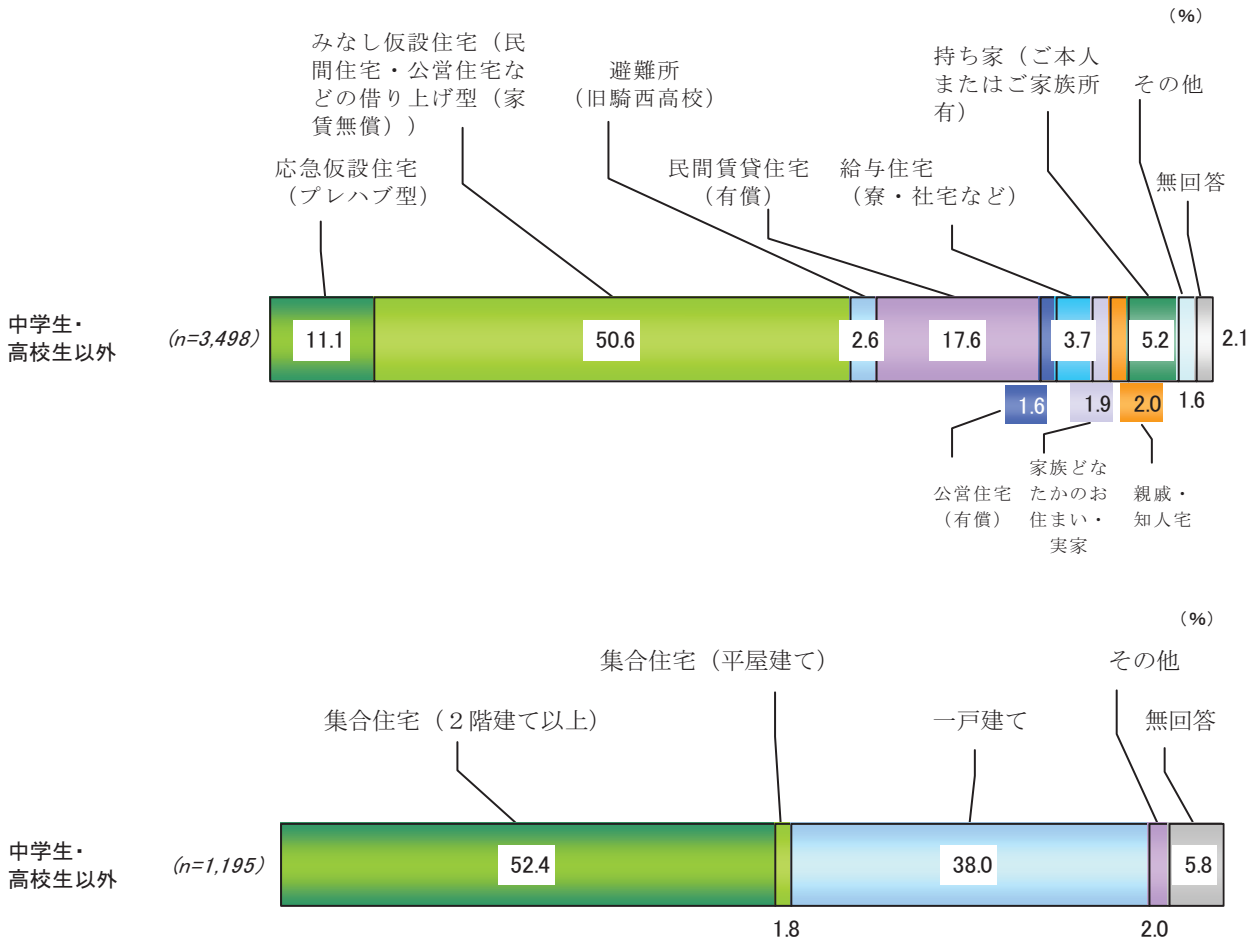 （%）
みなし仮設住宅（民
間住宅・公営住宅な
どの借り上げ型（家
賃無償））
避難所
（旧騎西高校）
持ち家（ご本人
またはご家族所
有）
その他
応急仮設住宅
（プレハブ型）
民間賃貸住宅
（有償）
給与住宅
（寮・社宅など）
無回答
中学生・
高校生以外
(n=3,498)
11.1
50.6
2.6
17.6
3.7
5.2
2.1
1.6
1.9
2.0
1.6
公営住宅
（有償）
家族どな
たかのお
住まい・
実家
親戚・
知人宅
（%）
集合住宅（平屋建て）
その他
集合住宅（２階建て以上）
一戸建て
無回答
中学生・
高校生以外
(n=1,195)
52.4
38.0
5.8
1.8
2.0